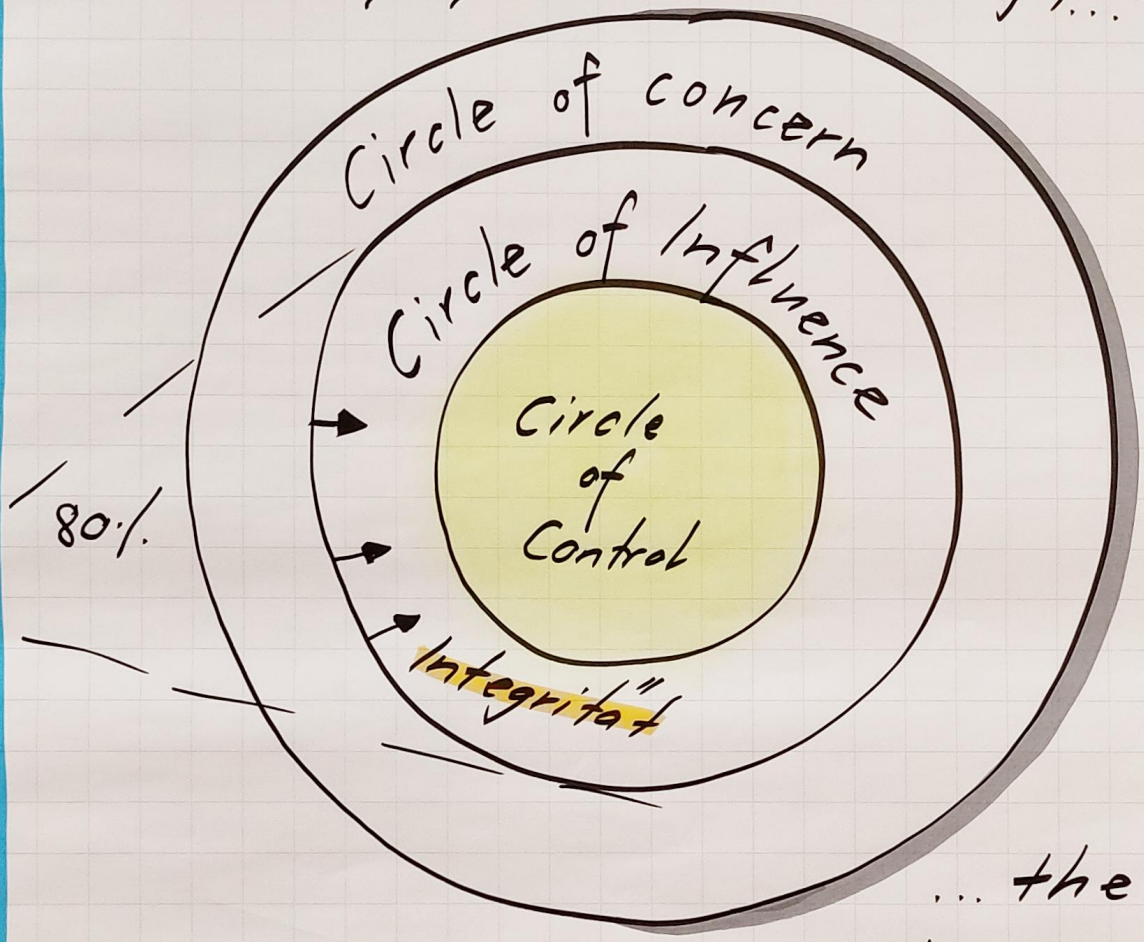 Circle of concern
Circle of Influence
Circle
of
Control
80%
Integrität
... the